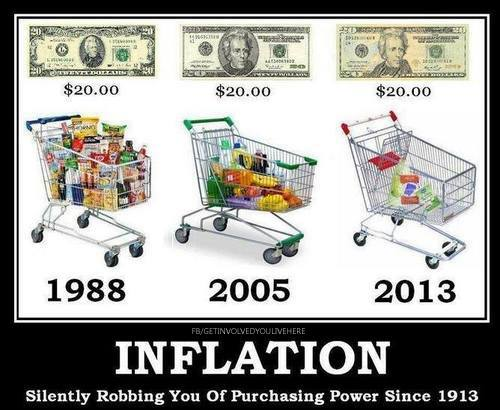 $20.00
$20.00
$20.00
1988
2005
2013
FB/GETINVOLVEDYOULIVEHERE
INFLATION
Silently Robbing You Of Purchasing Power Since 1913